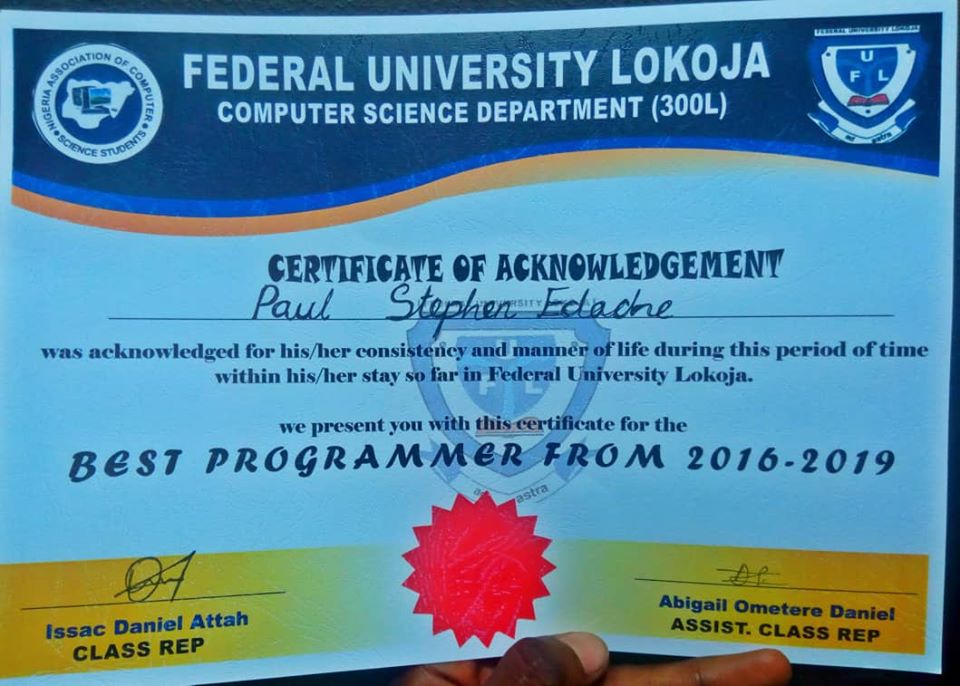 NIGERIA ASSOCIATION OF COMPUTER
SCIENCE STUDENTS
FEDERAL UNIVERSITY LOKOJA
COMPUTER SCIENCE DEPARTMENT (300L)
FEDERAL UNIVERSITY LOKOJA
U
F L
ad astra
CERTIFICATE OF ACKNOWLEDGEMENT
Paul Stephen Edache
was acknowledged for his/her consistency and manner of life during this period of time
within his/her stay so far in Federal University Lokoja.
we present you with this certificate for the
BEST PROGRAMMER FROM 2016-2019
U
F L
ad astra
Issac Daniel Attah
CLASS REP
Abigail Ometere Daniel
ASSIST. CLASS REP